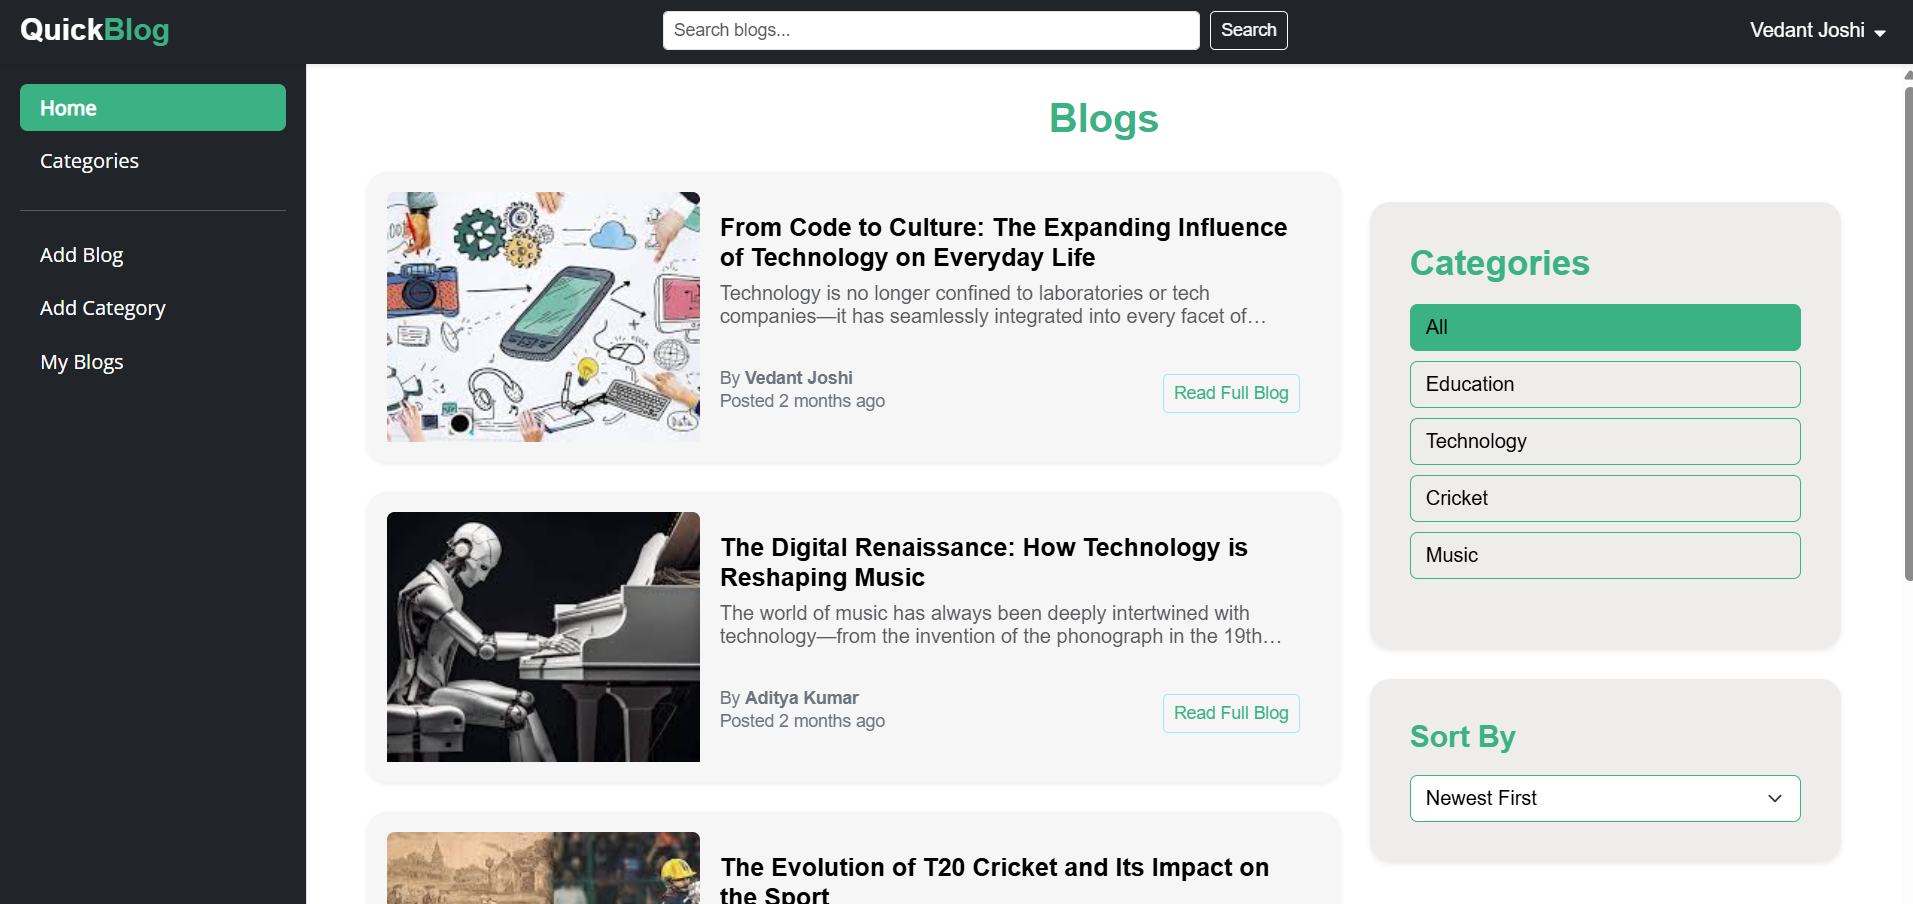 QuickBlog
Search blogs...
Search
Vedant Joshi
Home
Categories
Add Blog
Add Category
My Blogs
Blogs
From Code to Culture: The Expanding Influence
of Technology on Everyday Life
Technology is no longer confined to laboratories or tech
companies—it has seamlessly integrated into every facet of…
By Vedant Joshi
Posted 2 months ago
Read Full Blog
The Digital Renaissance: How Technology is
Reshaping Music
The world of music has always been deeply intertwined with
technology—from the invention of the phonograph in the 19th…
By Aditya Kumar
Posted 2 months ago
Read Full Blog
The Evolution of T20 Cricket and Its Impact on
the Sport
Categories
All
Education
Technology
Cricket
Music
Sort By
Newest First